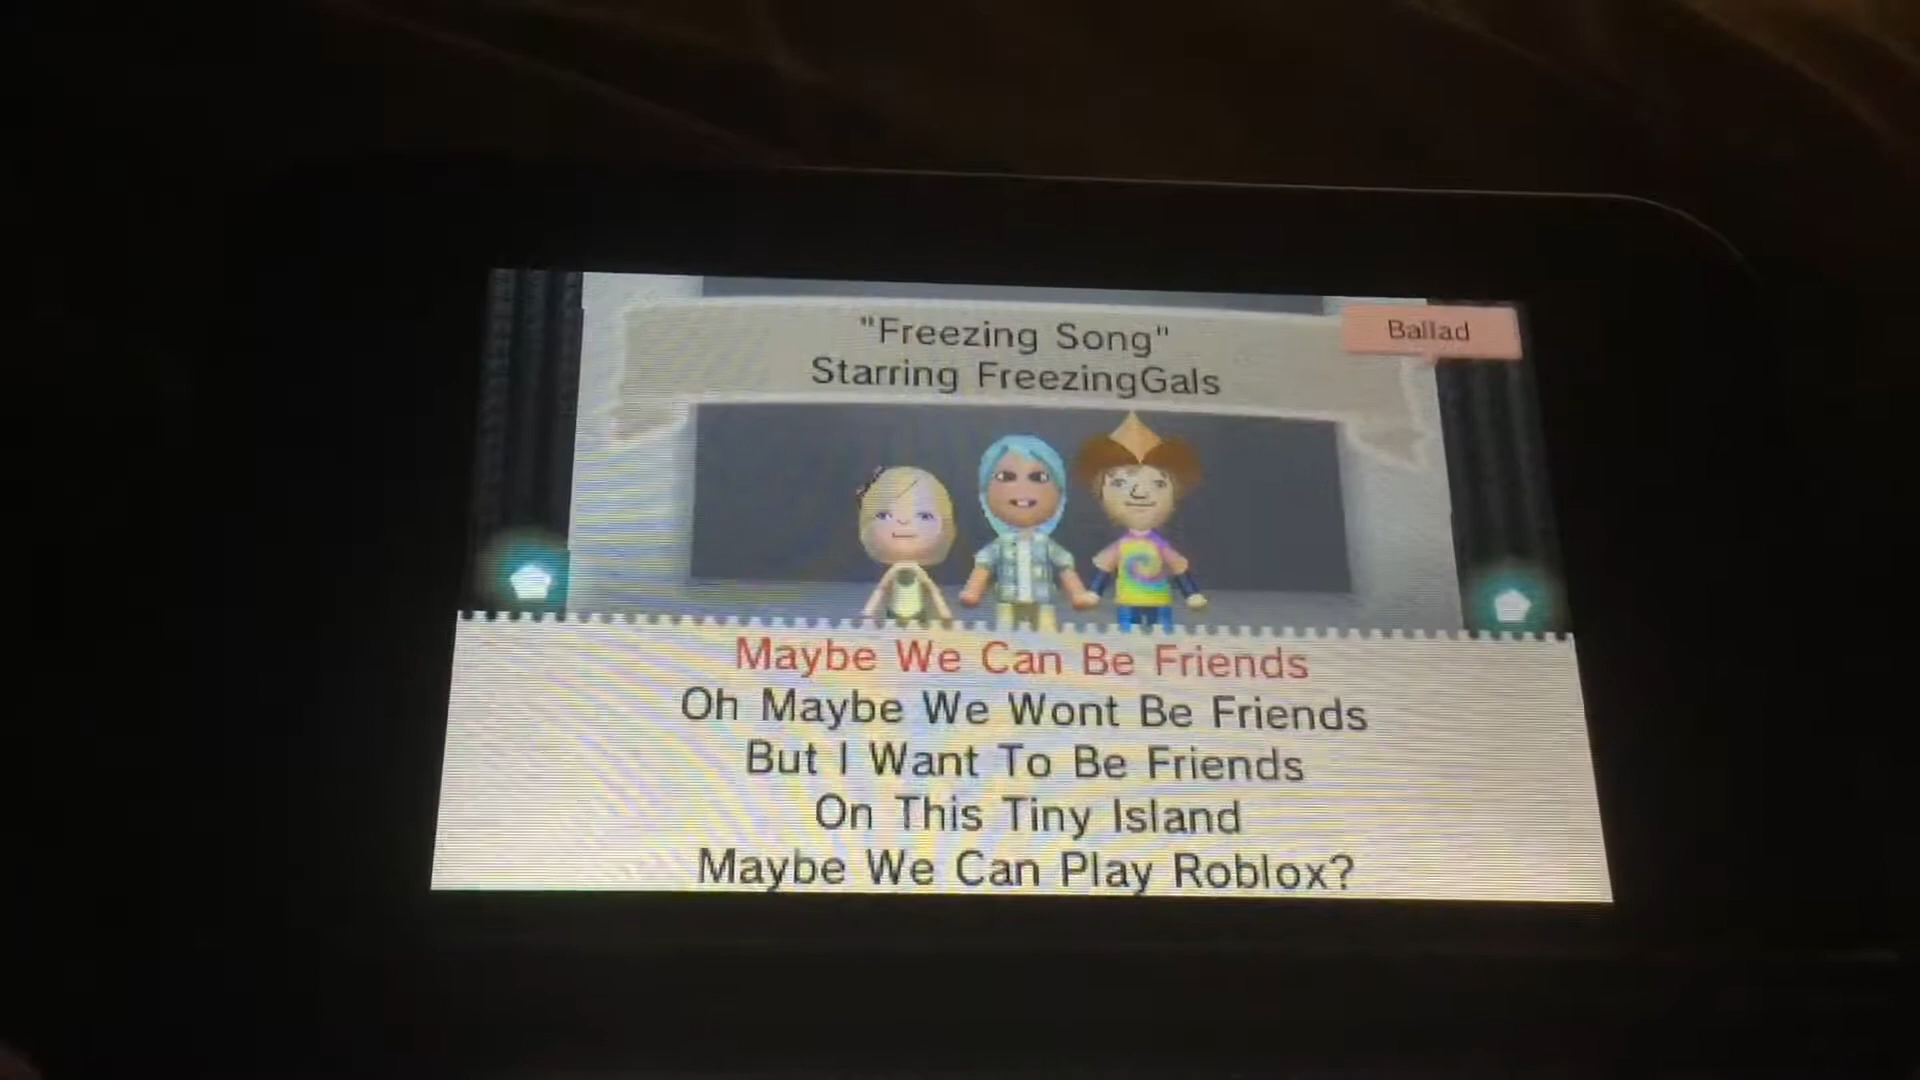 "Freezing Song"
Starring FreezingGals
Ballad
Maybe We Can Be Friends
Oh Maybe We Wont Be Friends
But I Want To Be Friends
On This Tiny Island
Maybe We Can Play Roblox?